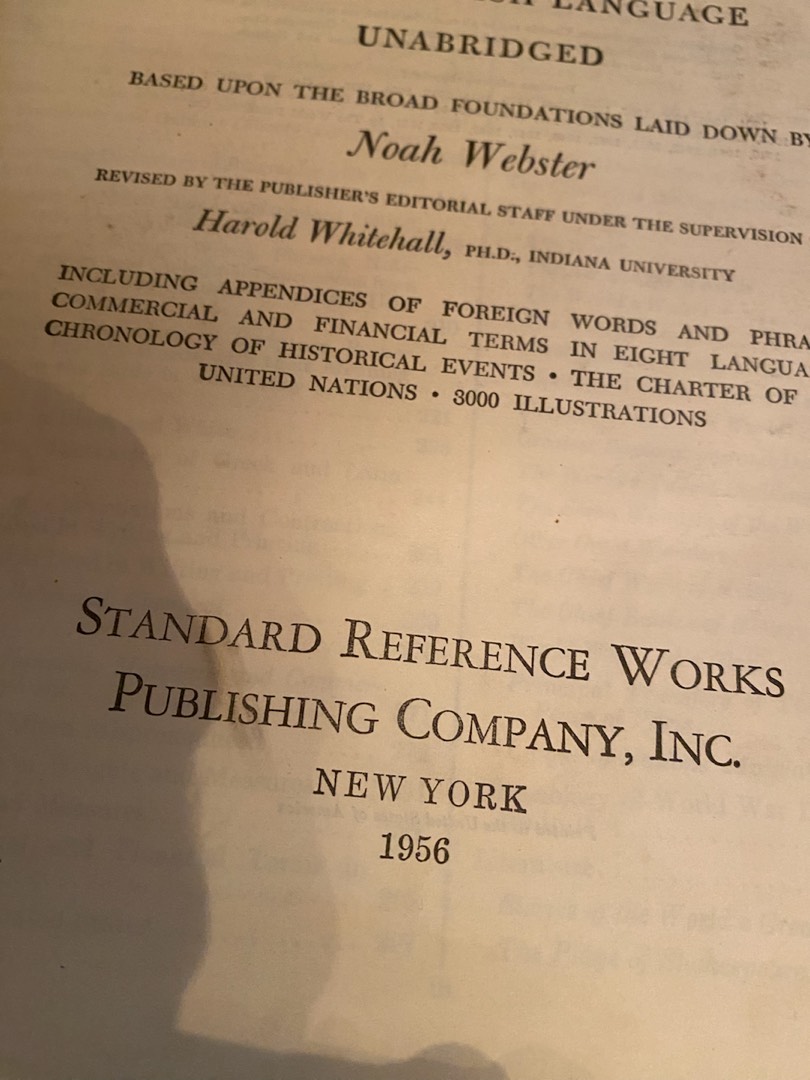 LANGUAGE
UNABRIDGED
BASED UPON THE BROAD FOUNDATIONS LAID DOWN BY
Noah Webster
REVISED BY THE PUBLISHER'S EDITORIAL STAFF UNDER THE SUPERVISION
Harold Whitehall, PH.D., INDIANA UNIVERSITY
INCLUDING APPENDICES OF FOREIGN WORDS AND PHRA
COMMERCIAL AND FINANCIAL TERMS IN EIGHT LANGUA
CHRONOLOGY OF HISTORICAL EVENTS • THE CHARTER OF
UNITED NATIONS • 3000 ILLUSTRATIONS
STANDARD REFERENCE WORKS
PUBLISHING COMPANY, INC.
NEW YORK
1956